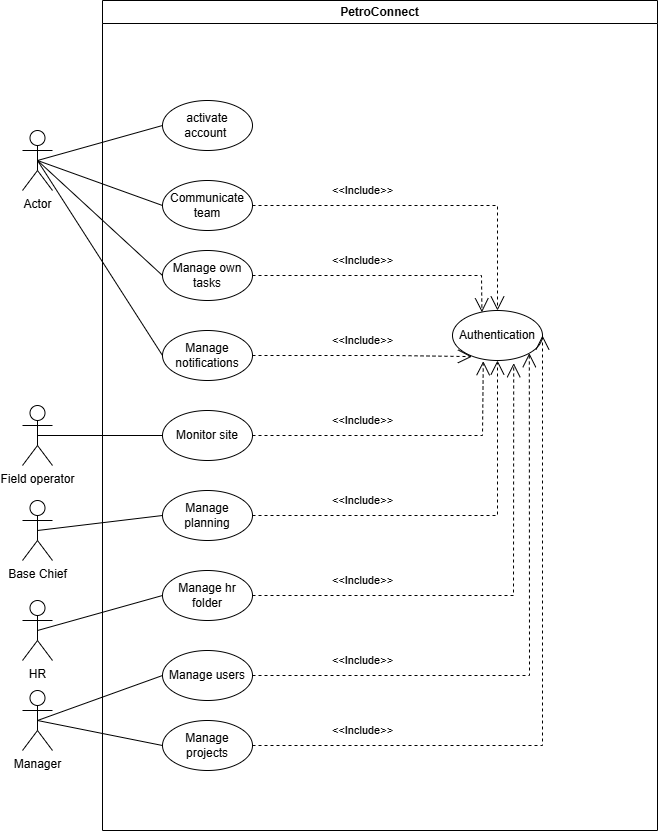 PetroConnect
activate
account
Actor
Communicate
team
<<Include>>
Manage own
tasks
<<Include>>
Authentication
Manage
notifications
<<Include>>
Field operator
Monitor site
<<Include>>
Base Chief
Manage
planning
<<Include>>
HR
Manage hr
folder
<<Include>>
Manager
Manage users
<<Include>>
Manage
projects
<<Include>>